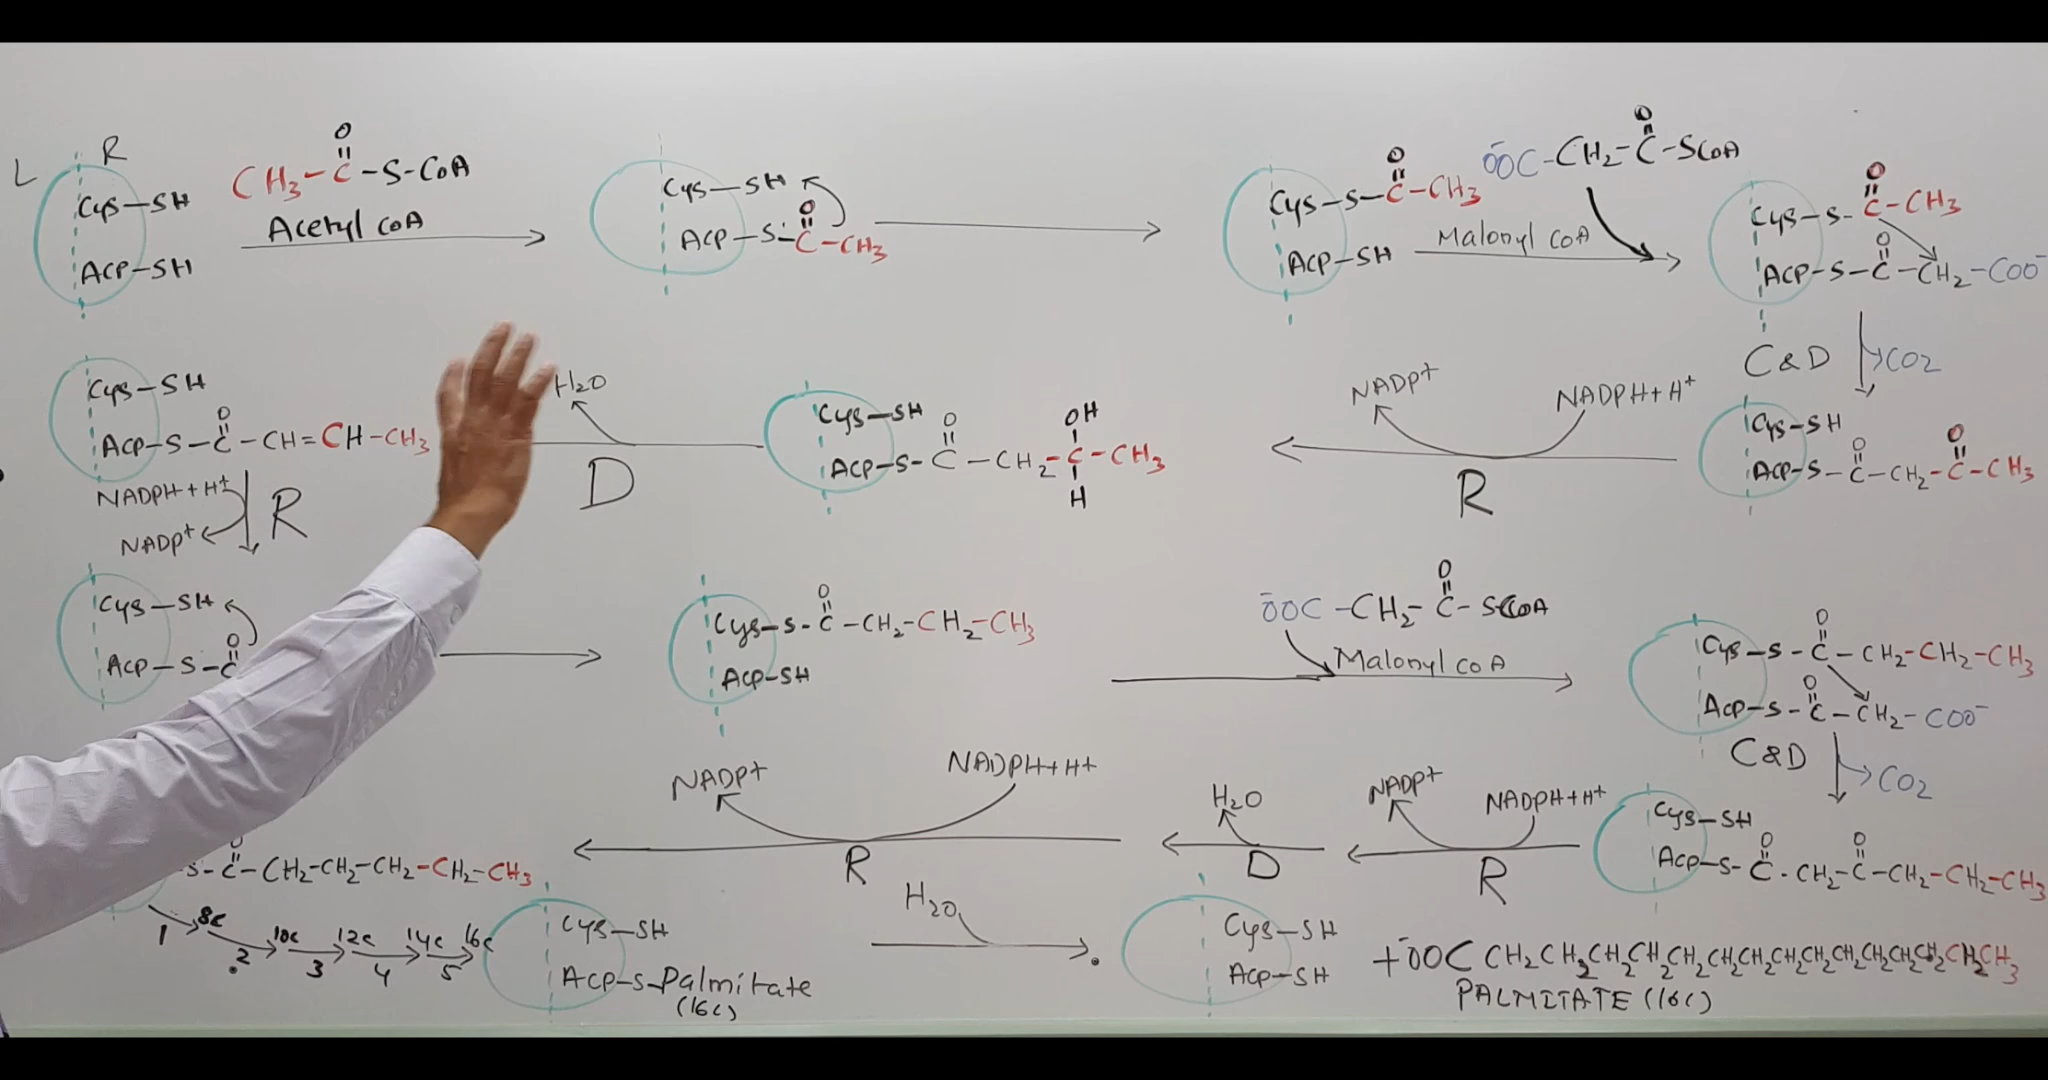 L R
Cys-SH
ACP-SH
O
CH3-C-S-CoA
Acetyl CoA
Cys-SH
O
Acp-S-C-CH3
O
Cys-S-C-CH3
Acp-SH
O
-OOC-CH2-C-SCoA
Malonyl CoA
O
Cys-S-C-CH3
O
Acp-S-C-CH2-COO-
C&D
CO2
Cys-SH
O O
Acp-S-C-CH2-C-CH3
NADP+
NADPH+H+
R
Cys-SH
O OH
Acp-S-C-CH2-C-CH3
H
H2O
D
Cys-SH
O
Acp-S-C-CH=CH-CH3
NADPH+H+
NADP+
R
Cys-SH
O
Acp-S-C
O
Cys-S-C-CH2-CH2-CH3
Acp-SH
O
-OOC-CH2-C-SCoA
Malonyl CoA
O
Cys-S-C-CH2-CH2-CH3
O
Acp-S-C-CH2-COO-
C&D
CO2
Cys-SH
O O
Acp-S-C-CH2-C-CH2-CH2-CH3
NADP+
NADPH+H+
R
H2O
D
NADP+
NADPH+H+
R
O
S-C-CH2-CH2-CH2-CH2-CH3
8c 10c 12c 14c 16c
1 2 3 4 5
Cys-SH
Acp-S-Palmitate
(16c)
H2O
Cys-SH
Acp-SH
+-OOC CH2CH2CH2CH2CH2CH2CH2CH2CH2CH2CH2CH2CH2CH2CH3
PALMITATE (16C)